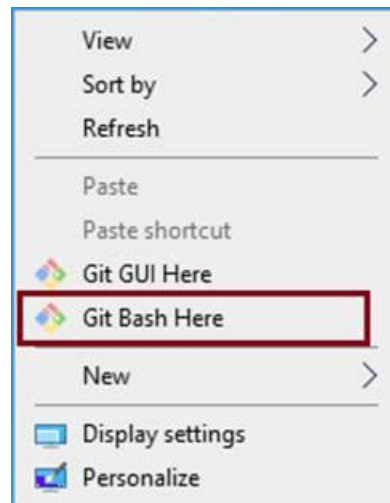 View
Sort by
Refresh
Paste
Paste shortcut
Git GUI Here
Git Bash Here
New
Display settings
Personalize